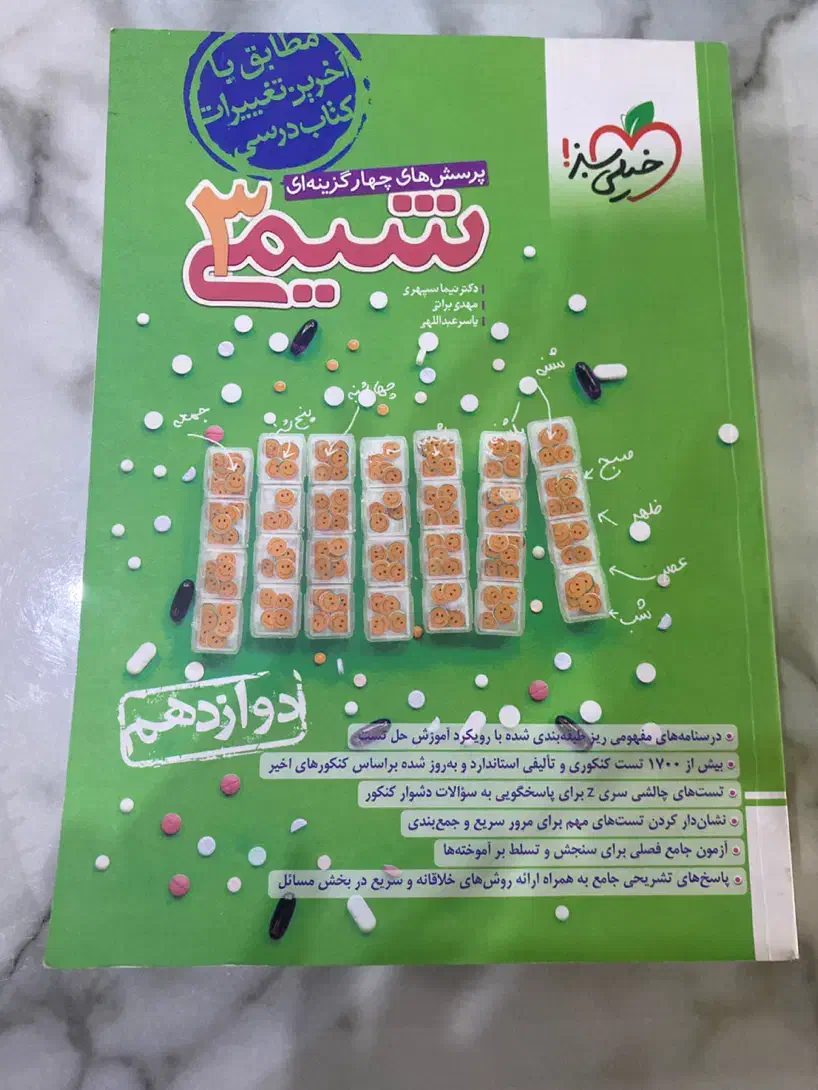 مطابق با
آخرین تغییرات
کتاب درسی
خیلی سبز!
پرسش‌های چهارگزینه‌ای
شیمی ۳
دکتر نیما سپهری
مهدی براتی
یاسر عبداللهی
شنبه
یکشنبه
چهارشنبه
پنج‌شنبه
جمعه
صبح
ظهر
عصر
شب
دوازدهم
درسنامه‌های مفهومی ریز طبقه‌بندی شده با رویکرد آموزش حل تست
بیش از ۱۷۰۰ تست کنکوری و تألیفی استاندارد و به‌روز شده براساس کنکورهای اخیر
تست‌های چالشی سری Z برای پاسخگویی به سؤالات دشوار کنکور
نشان‌دار کردن تست‌های مهم برای مرور سریع و جمع‌بندی
آزمون جامع فصلی برای سنجش و تسلط بر آموخته‌ها
پاسخ‌های تشریحی جامع به همراه ارائه روش‌های خلاقانه و سریع در بخش مسائل